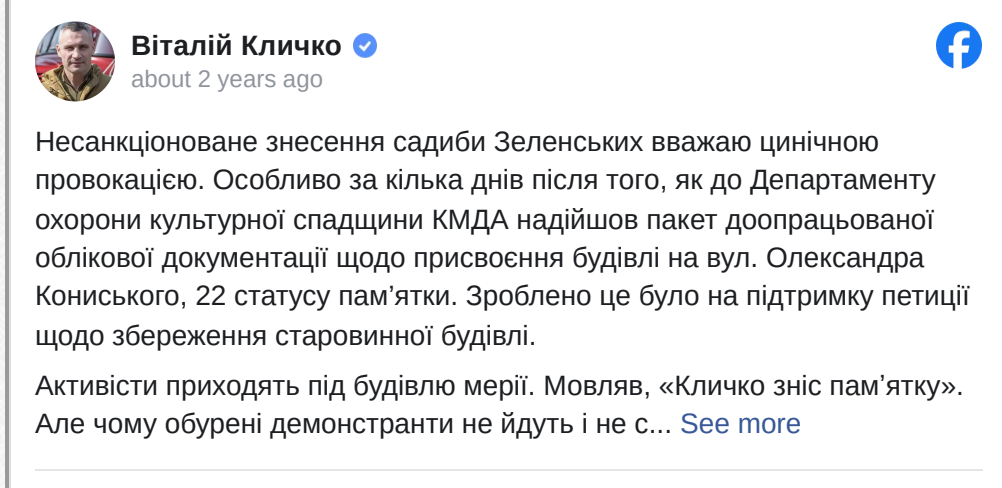 Віталій Кличко
about 2 years ago
Несанкціоноване знесення садиби Зеленських вважаю цинічною
провокацією. Особливо за кілька днів після того, як до Департаменту
охорони культурної спадщини КМДА надійшов пакет доопрацьованої
облікової документації щодо присвоєння будівлі на вул. Олександра
Кониського, 22 статусу пам’ятки. Зроблено це було на підтримку петиції
щодо збереження старовинної будівлі.
Активісти приходять під будівлю мерії. Мовляв, «Кличко зніс пам’ятку».
Але чому обурені демонстранти не йдуть і не с... See more